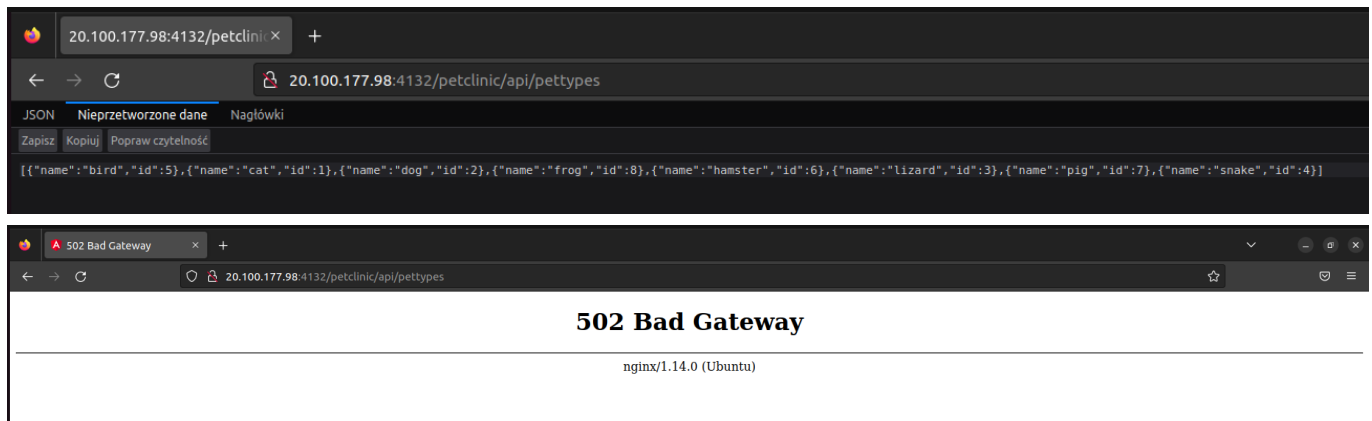 20.100.177.98:4132/petclinic
20.100.177.98:4132/petclinic/api/pettypes
JSON Nieprzetworzone dane Nagłówki
Zapisz Kopiuj Popraw czytelność
[{"name":"bird","id":5},{"name":"cat","id":1},{"name":"dog","id":2},{"name":"frog","id":8},{"name":"hamster","id":6},{"name":"lizard","id":3},{"name":"pig","id":7},{"name":"snake","id":4}]
502 Bad Gateway
20.100.177.98:4132/petclinic/api/pettypes
502 Bad Gateway
nginx/1.14.0 (Ubuntu)